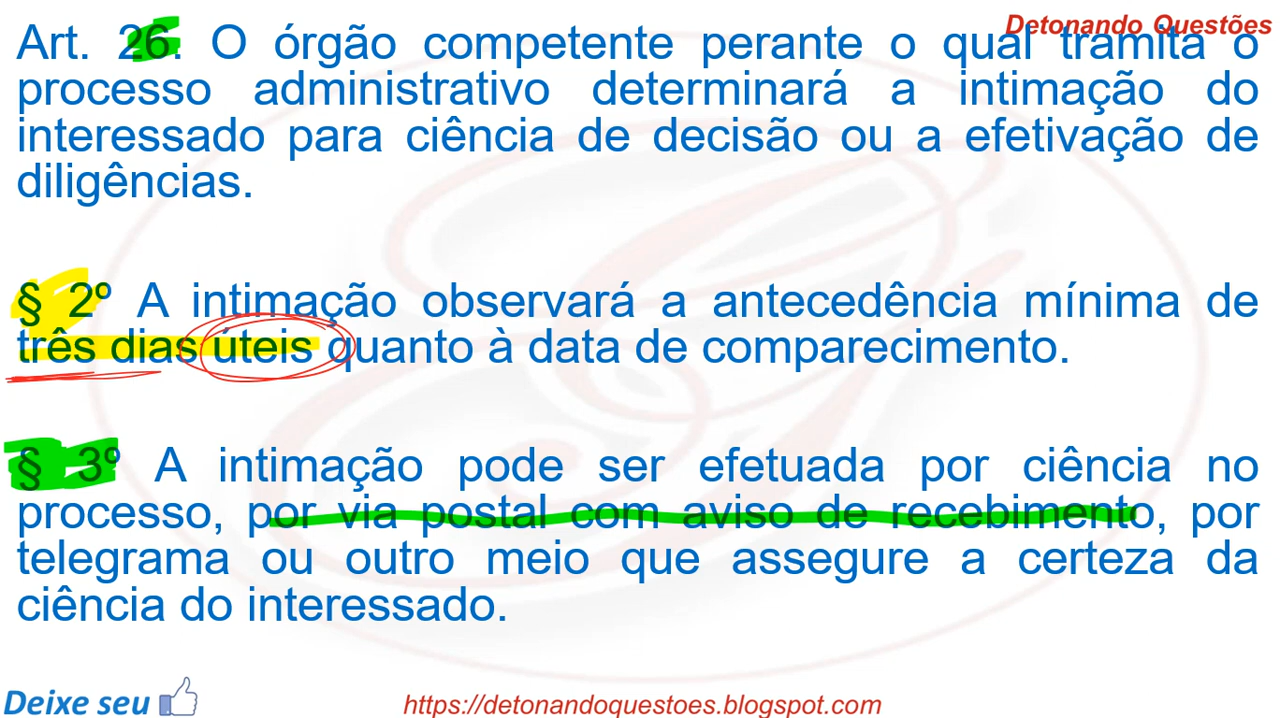 Detonando Questões
Art. 26. O órgão competente perante o qual tramita o
processo administrativo determinará a intimação do
interessado para ciência de decisão ou a efetivação de
diligências.
§ 2º A intimação observará a antecedência mínima de
três dias úteis quanto à data de comparecimento.
§ 3º A intimação pode ser efetuada por ciência no
processo, por via postal com aviso de recebimento, por
telegrama ou outro meio que assegure a certeza da
ciência do interessado.
Deixe seu
https://detonandoquestoes.blogspot.com